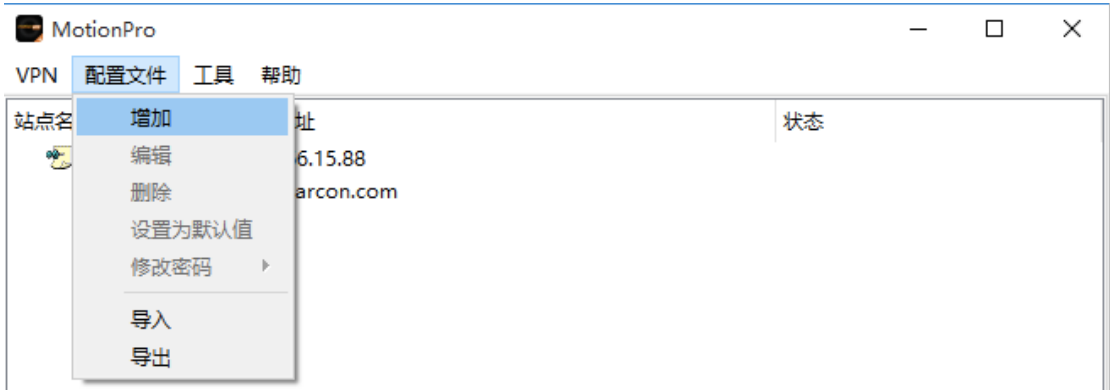 MotionPro
VPN 配置文件 工具 帮助
站点名 址 状态
增加
编辑
6.15.88
删除
arcon.com
设置为默认值
修改密码
导入
导出